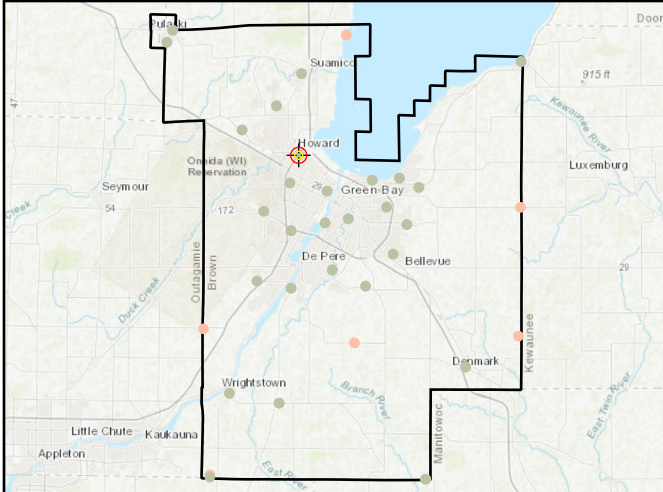 Door
Pulaski
Suamico
915 ft
47
Kewaunee River
Howard
Oneida (WI)
Reservation
Luxemburg
Seymour
29
Green Bay
Creek
54
172
De Pere
Bellevue
29
Outagamie
Brown
Duck Creek
Kewaunee
Denmark
Wrightstown
Branch River
East Twin River
Little Chute
Kaukauna
Manitowoc
Appleton
East River